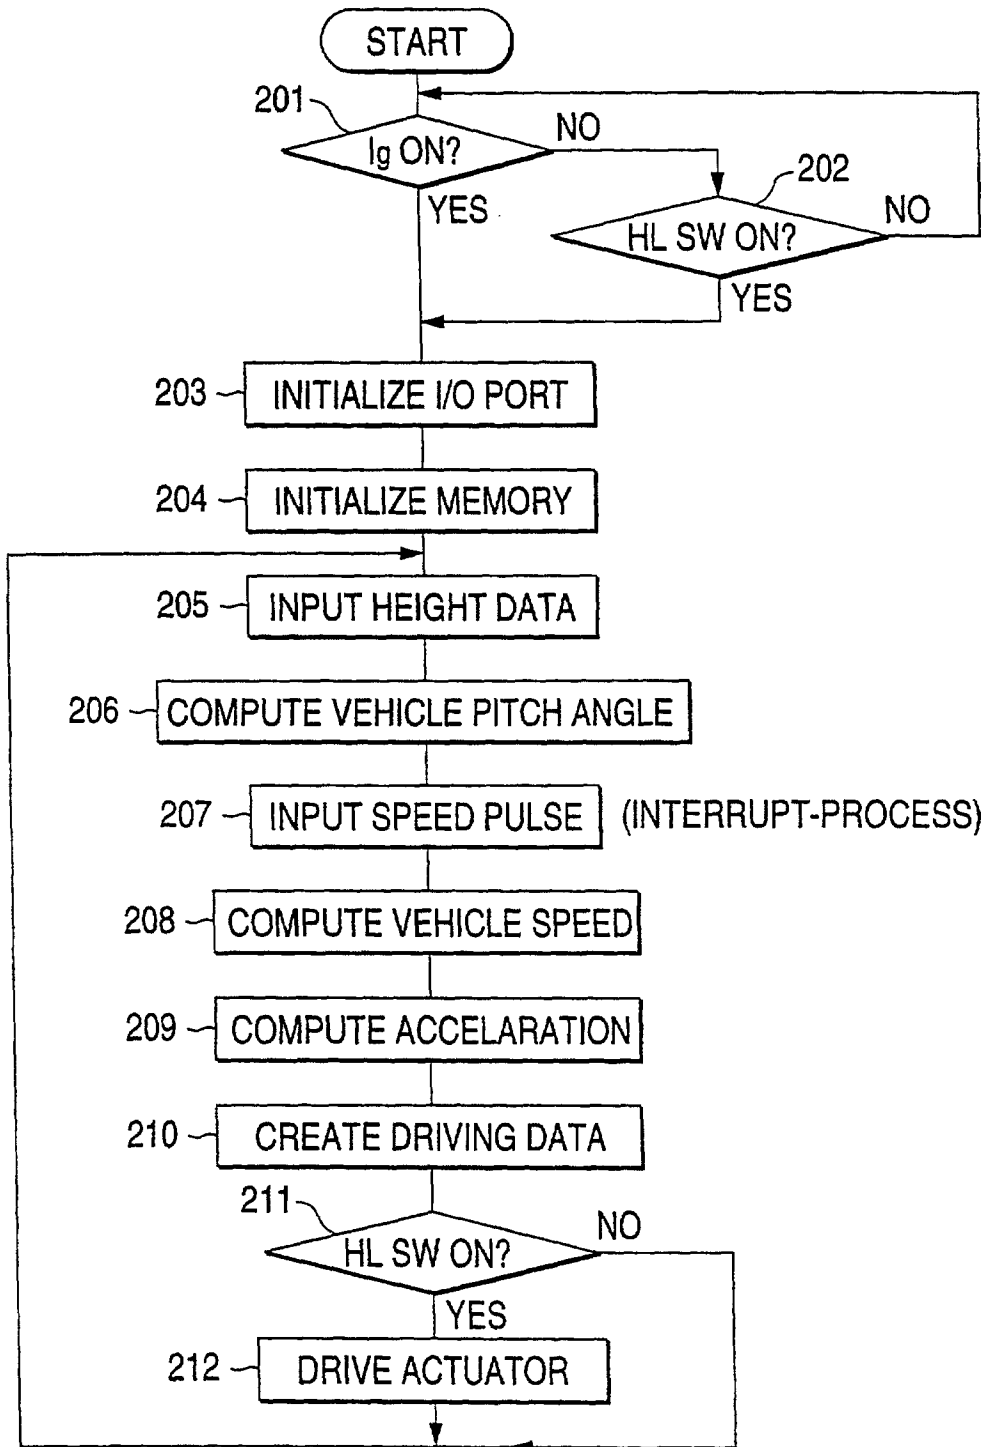 START
201
Ig ON?
NO
202
HL SW ON?
NO
YES
YES
203
INITIALIZE I/O PORT
204
INITIALIZE MEMORY
205
INPUT HEIGHT DATA
206
COMPUTE VEHICLE PITCH ANGLE
207
INPUT SPEED PULSE
(INTERRUPT-PROCESS)
208
COMPUTE VEHICLE SPEED
209
COMPUTE ACCELARATION
210
CREATE DRIVING DATA
211
HL SW ON?
NO
YES
212
DRIVE ACTUATOR